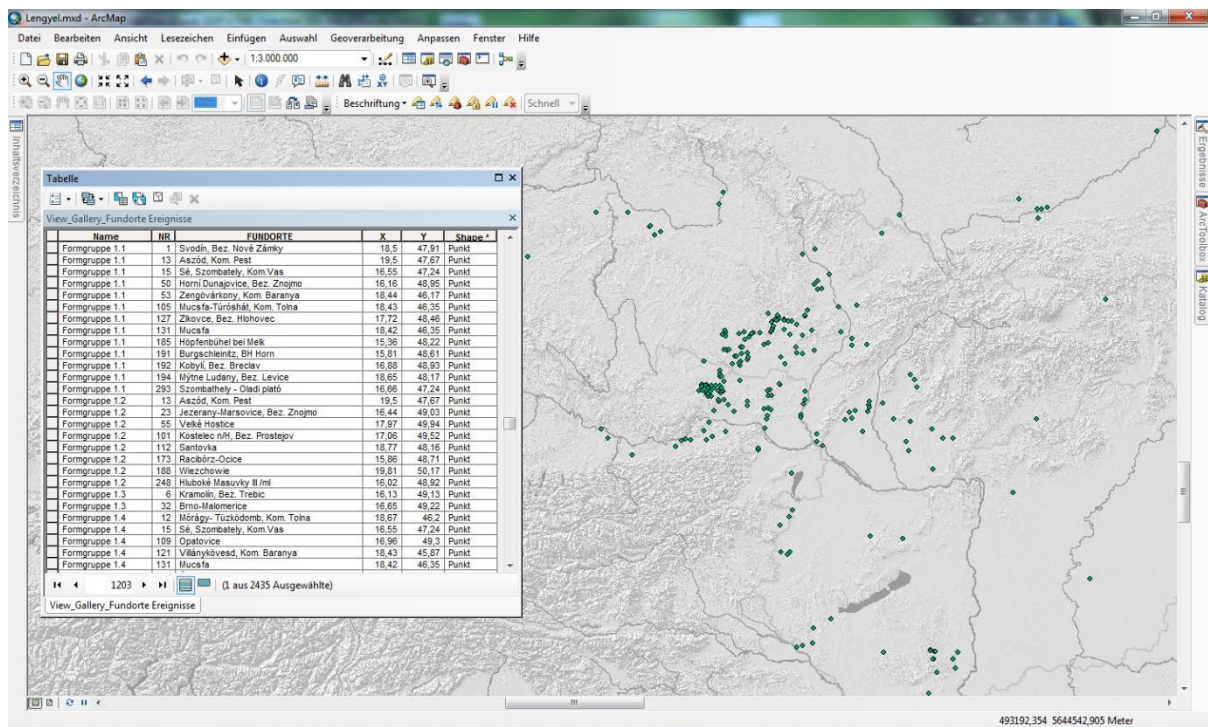 Lengyel.mxd - ArcMap
Datei Bearbeiten Ansicht Lesezeichen Einfügen Auswahl Geoverarbeitung Anpassen Fenster Hilfe
1:3.000.000
Beschriftung Schnell
Inhaltsverzeichnis
Ergebnisse
ArcToolbox
Katalog
Tabelle
View_Gallery_Fundorte Ereignisse
Name NR FUNDORTE X Y Shape *
Formgruppe 1.1 1 Svodín, Bez. Nové Zámky 18,5 47,91 Punkt
Formgruppe 1.1 13 Aszód, Kom. Pest 19,5 47,67 Punkt
Formgruppe 1.1 15 Sé, Szombately, Kom.Vas 16,55 47,24 Punkt
Formgruppe 1.1 50 Horní Dunajovice, Bez. Znojmo 16,16 48,95 Punkt
Formgruppe 1.1 53 Zengövárkony, Kom. Baranya 18,44 46,17 Punkt
Formgruppe 1.1 105 Mucsfa-Túróshát, Kom. Tolna 18,43 46,35 Punkt
Formgruppe 1.1 127 Zlkovce, Bez. Hlohovec 17,72 48,46 Punkt
Formgruppe 1.1 131 Mucsfa 18,42 46,35 Punkt
Formgruppe 1.1 185 Höpfenbühel bei Melk 15,36 48,22 Punkt
Formgruppe 1.1 191 Burgschleinitz, BH Horn 15,81 48,61 Punkt
Formgruppe 1.1 192 Kobylí, Bez. Breclav 16,88 48,93 Punkt
Formgruppe 1.1 194 Mýtne Ludany, Bez. Levice 18,65 48,17 Punkt
Formgruppe 1.1 293 Szombathely - Oladi plató 16,66 47,24 Punkt
Formgruppe 1.2 13 Aszód, Kom. Pest 19,5 47,67 Punkt
Formgruppe 1.2 23 Jezerany-Marsovice, Bez. Znojmo 16,44 49,03 Punkt
Formgruppe 1.2 55 Velké Hostice 17,97 49,94 Punkt
Formgruppe 1.2 101 Kostelec n/H, Bez. Prostejov 17,06 49,52 Punkt
Formgruppe 1.2 112 Santovka 18,77 48,16 Punkt
Formgruppe 1.2 173 Racibórz-Ocice 15,86 48,71 Punkt
Formgruppe 1.2 188 Wiezchowie 19,81 50,17 Punkt
Formgruppe 1.2 248 Hluboké Masuvky III /ml 16,02 48,92 Punkt
Formgruppe 1.3 6 Kramolín, Bez. Trebic 16,13 49,13 Punkt
Formgruppe 1.3 32 Brno-Malomerice 16,65 49,22 Punkt
Formgruppe 1.4 12 Mórágy- Tüzködomb, Kom. Tolna 18,67 46,2 Punkt
Formgruppe 1.4 15 Sé, Szombately, Kom.Vas 16,55 47,24 Punkt
Formgruppe 1.4 109 Opatovice 16,96 49,3 Punkt
Formgruppe 1.4 121 Villánykövesd, Kom. Baranya 18,43 45,87 Punkt
Formgruppe 1.4 131 Mucsfa 18,42 46,35 Punkt
1203 (1 aus 2435 Ausgewählte)
View_Gallery_Fundorte Ereignisse
493192,354 5644542,905 Meter